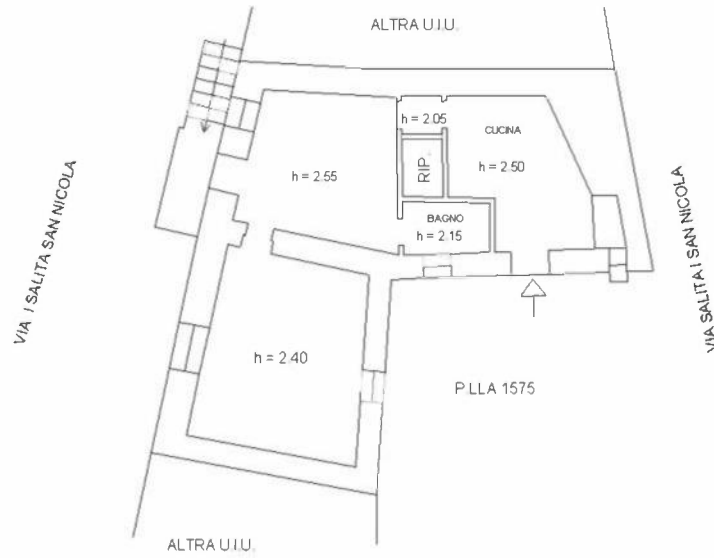 ALTRA U.I.U.
h = 2.05
CUCINA
h = 2.55
RIP.
h = 2.50
BAGNO
h = 2.15
VIA I SALITA SAN NICOLA
VIA SALITA I SAN NICOLA
h = 2.40
P.LLA 1575
ALTRA U.I.U.